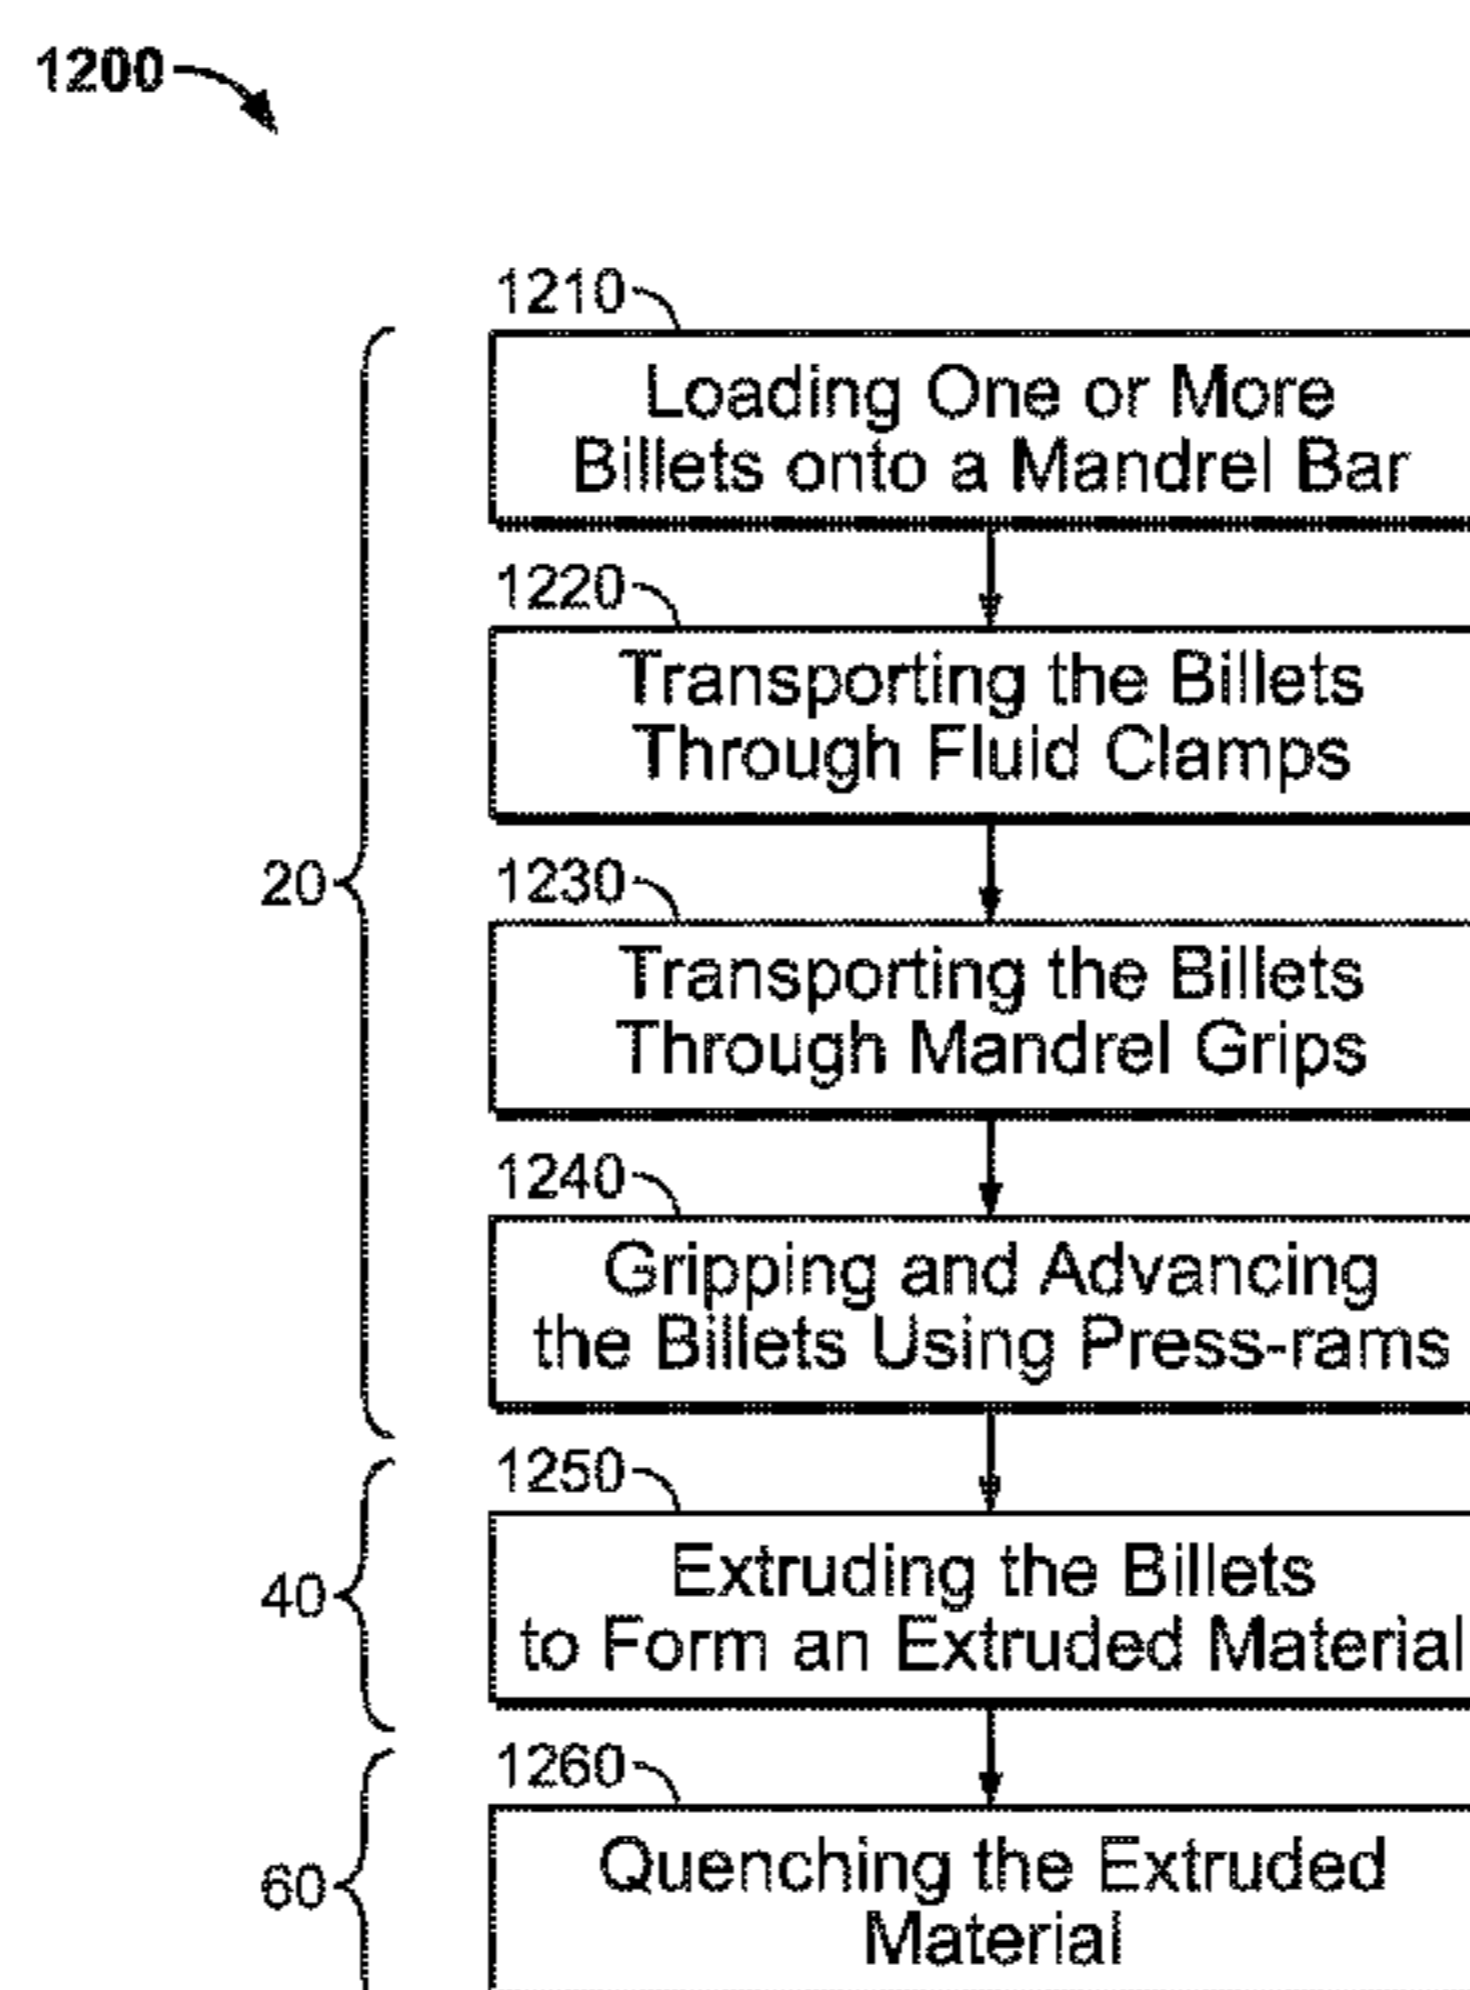 1200
1210
Loading One or More
Billets onto a Mandrel Bar
1220
Transporting the Billets
Through Fluid Clamps
20
1230
Transporting the Billets
Through Mandrel Grips
1240
Gripping and Advancing
the Billets Using Press-rams
1250
Extruding the Billets
to Form an Extruded Material
40
1260
Quenching the Extruded
Material
60